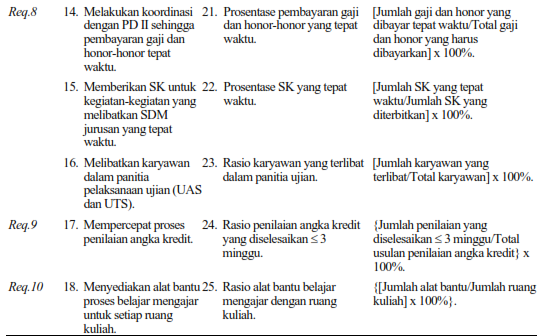 Req.8 14. Melakukan koordinasi 21. Prosentase pembayaran gaji [Jumlah gaji dan honor yang
dengan PD II sehingga dan honor-honor yang tepat dibayar tepat waktu/Total gaji
pembayaran gaji dan waktu. dan honor yang harus
honor-honor tepat dibayarkan] x 100%.
waktu.
15. Memberikan SK untuk 22. Prosentase SK yang tepat [Jumlah SK yang tepat
kegiatan-kegiatan yang waktu. waktu/Jumlah SK yang
melibatkan SDM diterbitkan] x 100%.
jurusan yang tepat
waktu.
16. Melibatkan karyawan 23. Rasio karyawan yang terlibat [Jumlah karyawan yang
dalam panitia dalam panitia ujian. terlibat/Total karyawan] x 100%.
pelaksanaan ujian (UAS
dan UTS).
Req.9 17. Mempercepat proses 24. Rasio penilaian angka kredit {Jumlah penilaian yang
penilaian angka kredit. yang diselesaikan ≤ 3 diselesaikan ≤ 3 minggu/Total
minggu. usulan penilaian angka kredit} x
100%.
Req.10 18. Menyediakan alat bantu 25. Rasio alat bantu belajar {[Jumlah alat bantu/Jumlah ruang
proses belajar mengajar mengajar dengan ruang kuliah] x 100%}.
untuk setiap ruang kuliah.
kuliah.